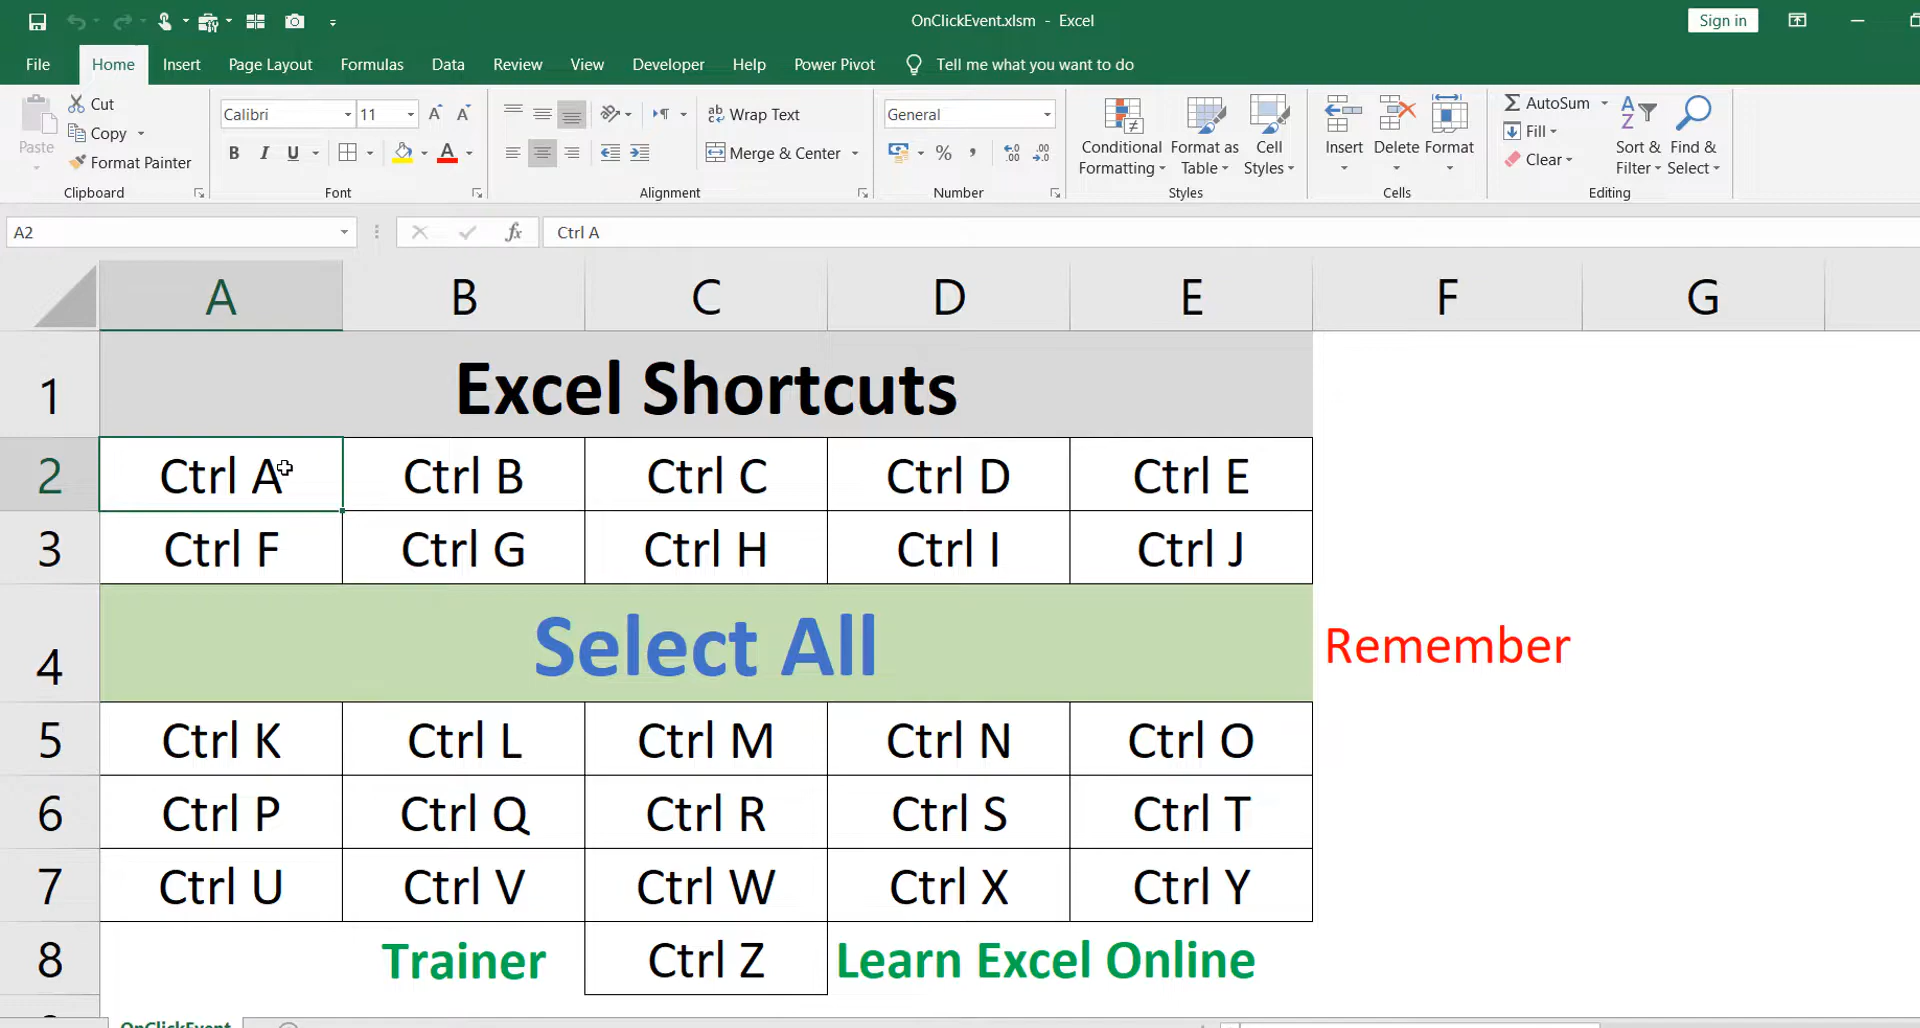 OnClickEvent.xlsm - Excel
Sign in
File Home Insert Page Layout Formulas Data Review View Developer Help Power Pivot Tell me what you want to do
Paste
Cut
Copy
Format Painter
Clipboard
Calibri 11
B I U
Font
Wrap Text
Merge & Center
Alignment
General
Number
Conditional Formatting
Format as Table
Cell Styles
Styles
Insert
Delete
Format
Cells
AutoSum
Fill
Clear
Sort & Filter
Find & Select
Editing
A2 fx Ctrl A
A B C D E F G
1 Excel Shortcuts
2 Ctrl A Ctrl B Ctrl C Ctrl D Ctrl E
3 Ctrl F Ctrl G Ctrl H Ctrl I Ctrl J
4 Select All Remember
5 Ctrl K Ctrl L Ctrl M Ctrl N Ctrl O
6 Ctrl P Ctrl Q Ctrl R Ctrl S Ctrl T
7 Ctrl U Ctrl V Ctrl W Ctrl X Ctrl Y
8 Trainer Ctrl Z Learn Excel Online
OnClickEvent